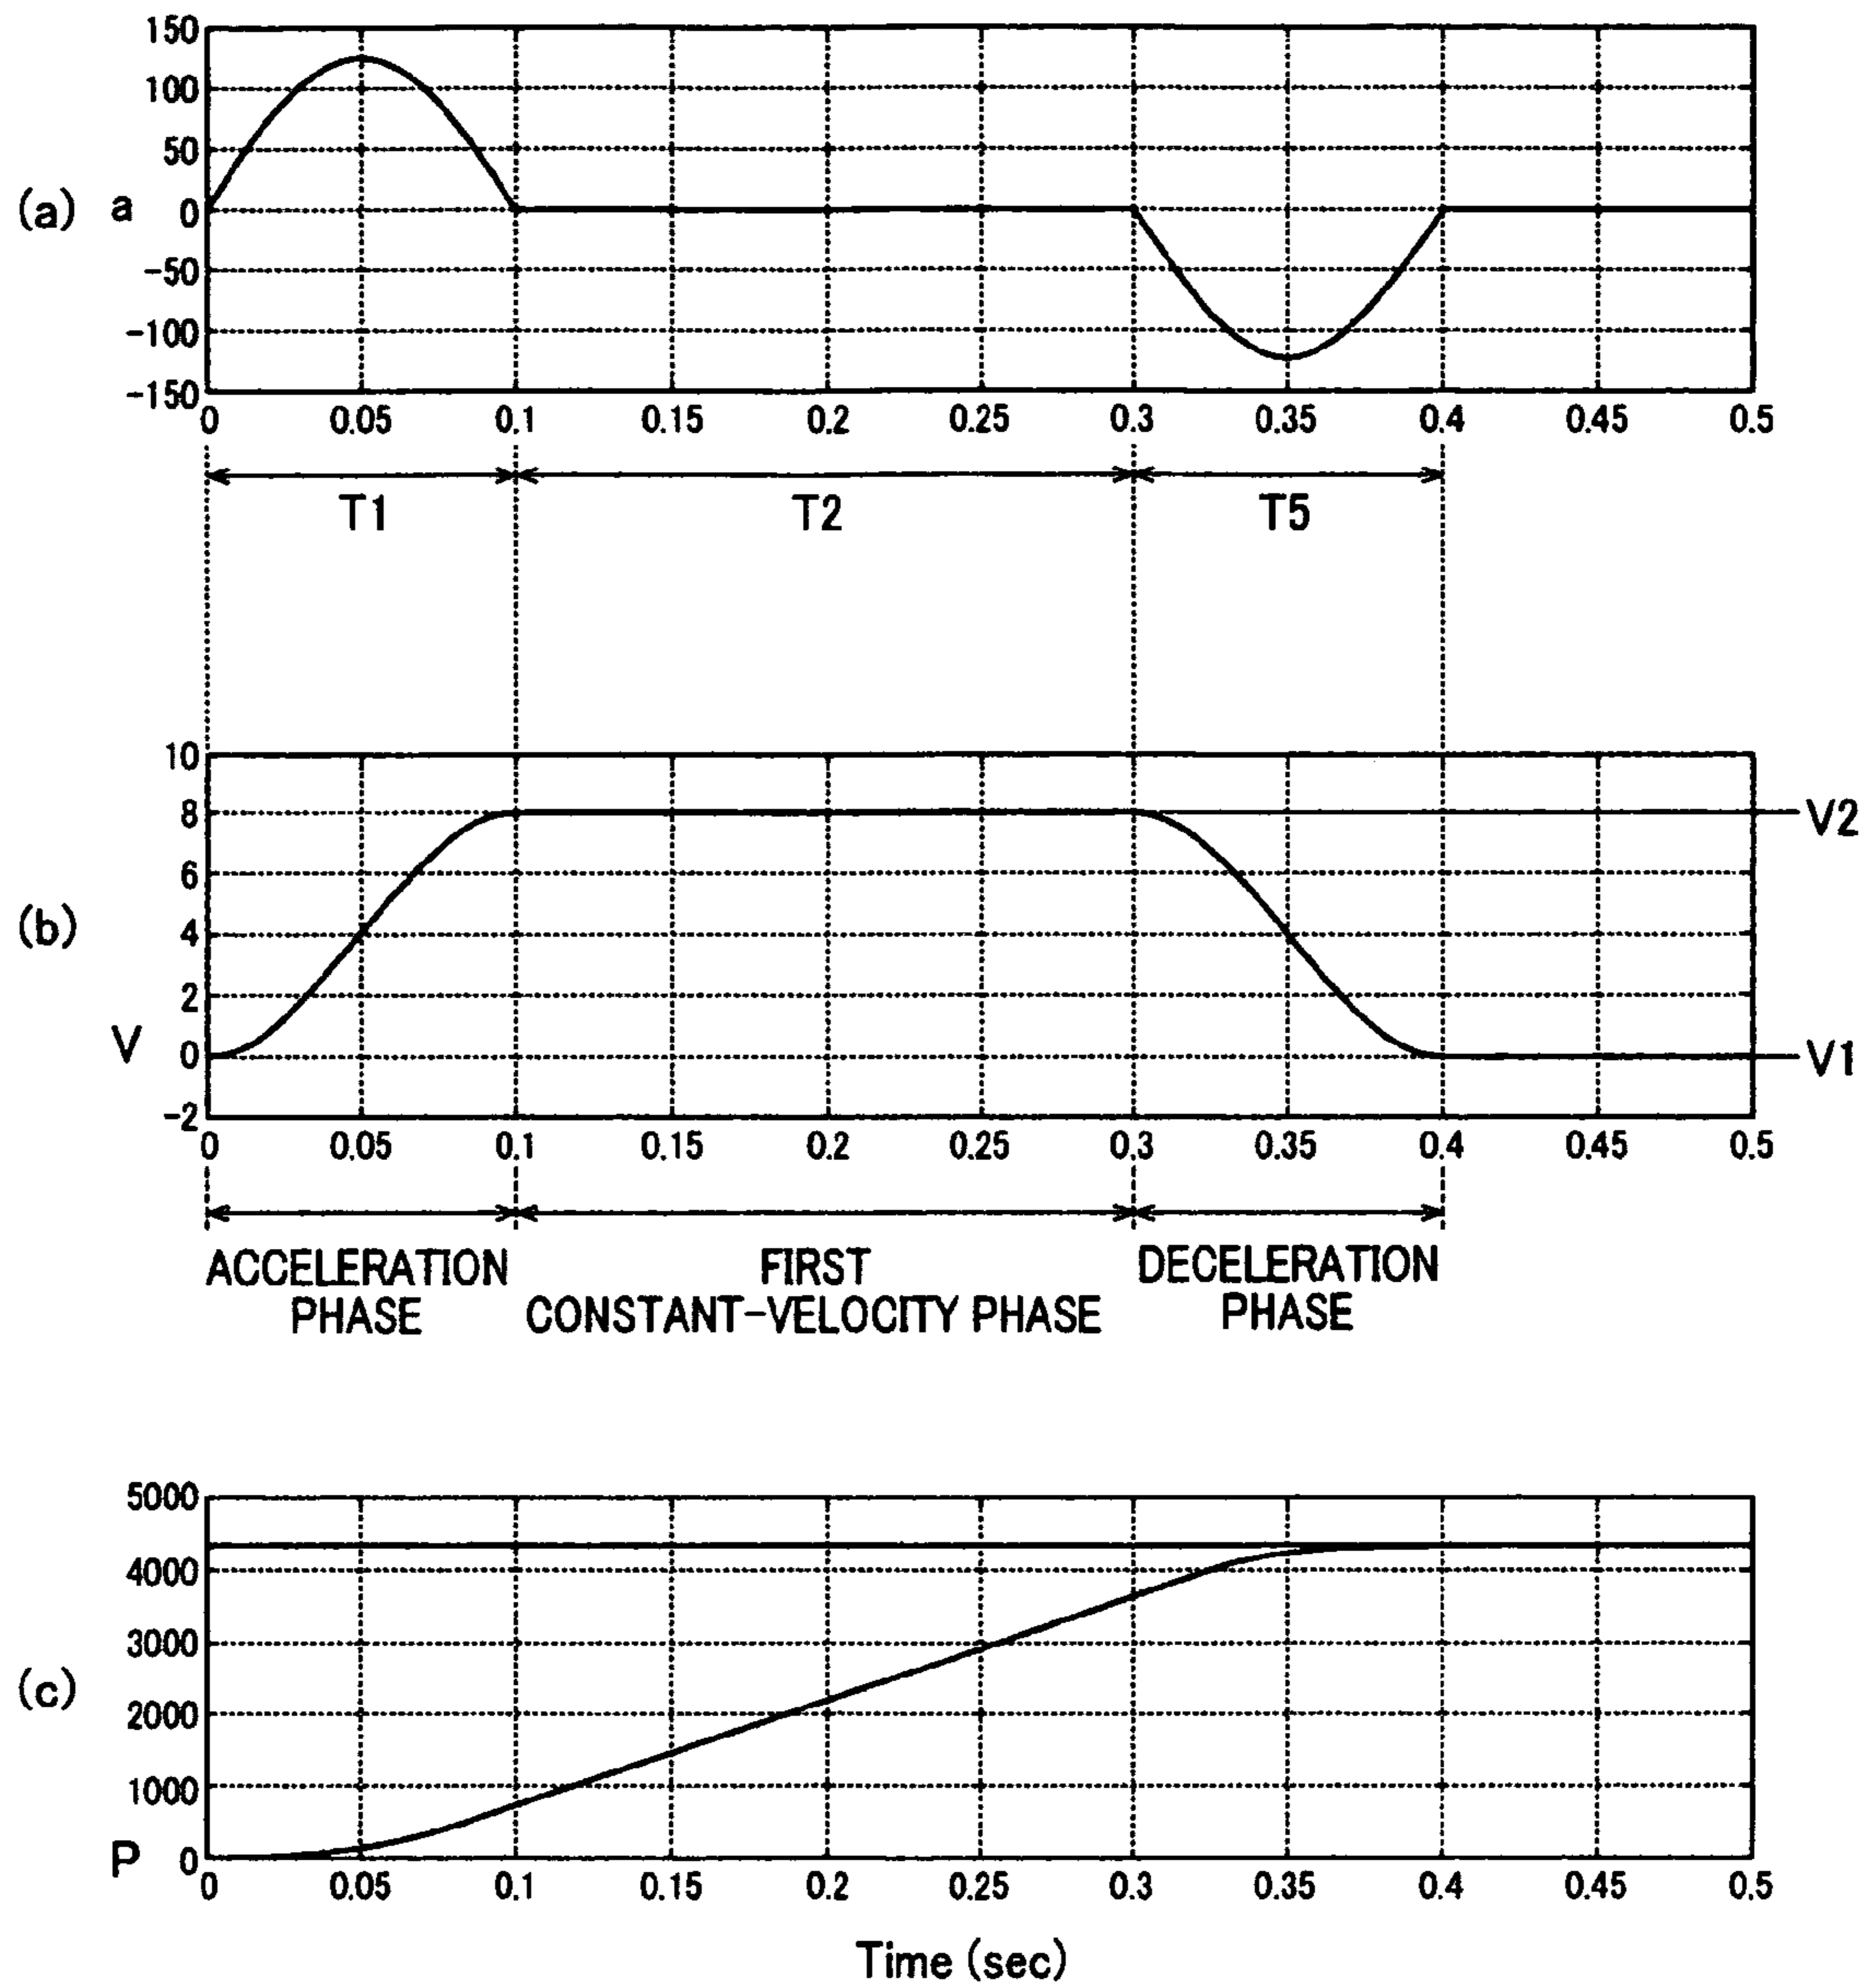 150
100
50
(a) a 0
-50
-100
-150
0 0.05 0.1 0.15 0.2 0.25 0.3 0.35 0.4 0.45 0.5
T1 T2 T5
10
8 V2
6
(b) 4
2
V 0 V1
-2
0 0.05 0.1 0.15 0.2 0.25 0.3 0.35 0.4 0.45 0.5
ACCELERATION PHASE
FIRST CONSTANT-VELOCITY PHASE
DECELERATION PHASE
5000
4000
3000
(c) 2000
1000
P 0
0 0.05 0.1 0.15 0.2 0.25 0.3 0.35 0.4 0.45 0.5
Time (sec)